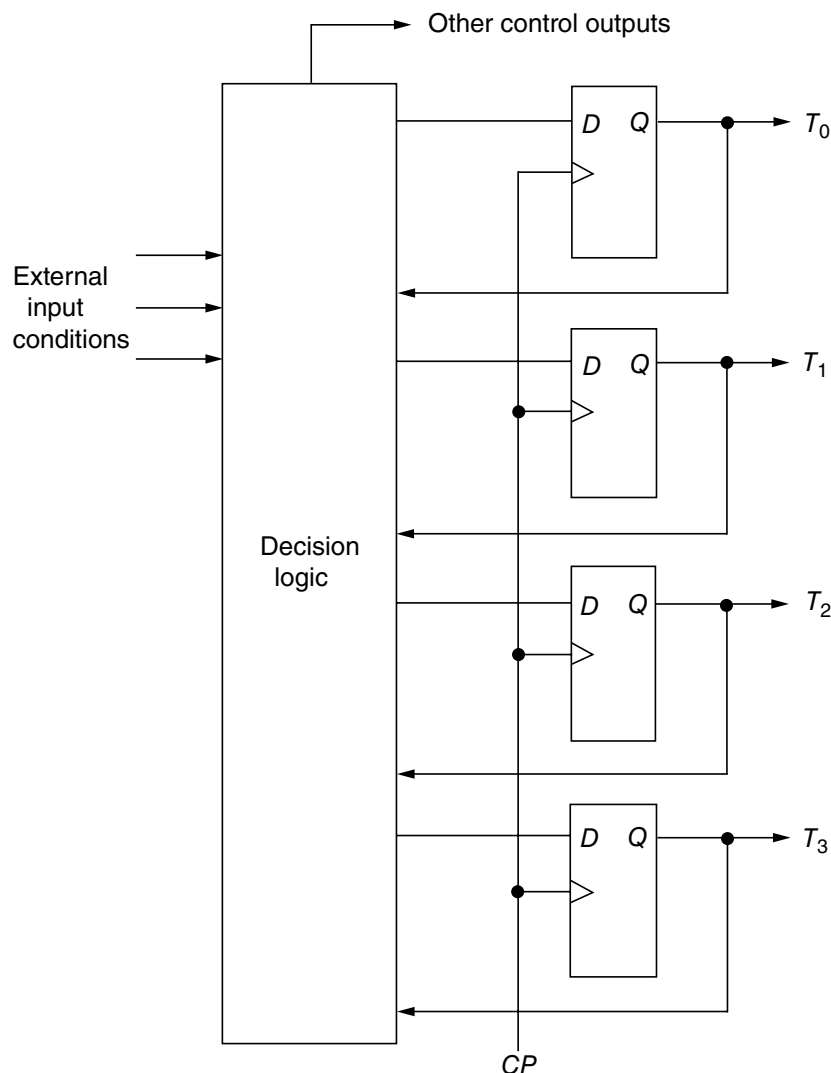 Other control outputs
D Q
T0
External
input
conditions
D Q
T1
Decision
logic
D Q
T2
D Q
T3
CP